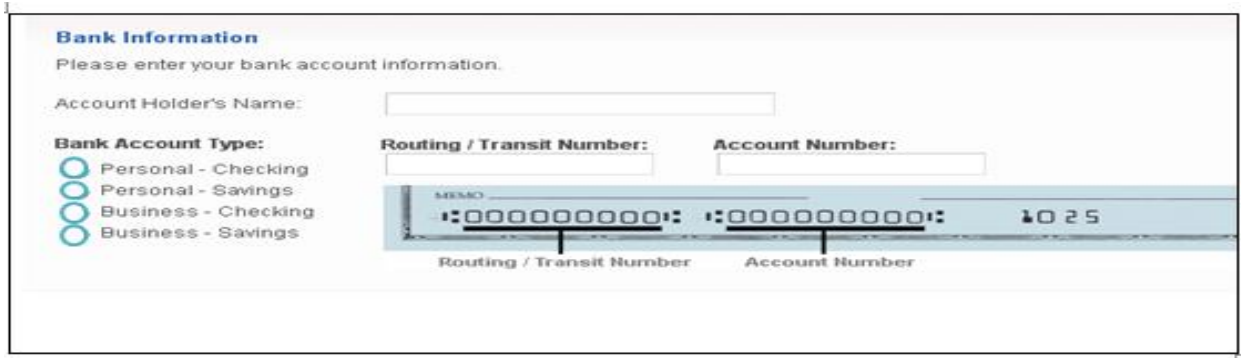 Bank Information
Please enter your bank account information.
Account Holder's Name:
Bank Account Type:
Routing / Transit Number:
Account Number:
Personal - Checking
Personal - Savings
Business - Checking
Business - Savings
MEMO
⑆000000000⑆ ⑆000000000⑆ 1025
Routing / Transit Number
Account Number